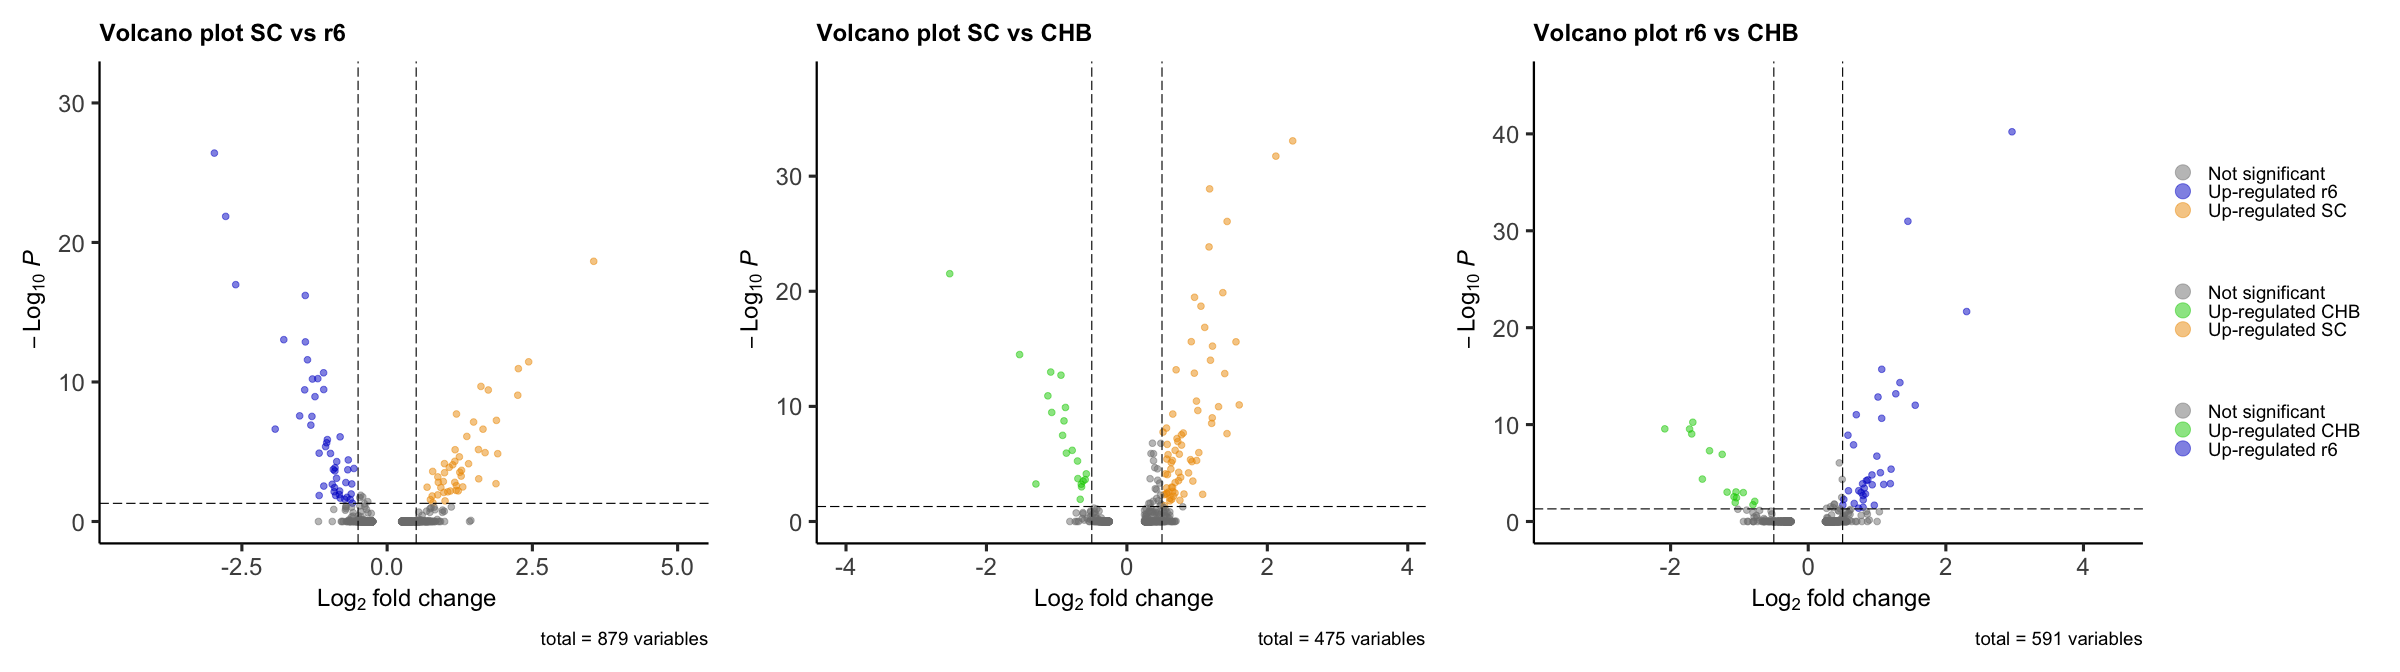 Volcano plot SC vs r6
30
20
10
0
– Log10 P
-2.5 0.0 2.5 5.0
Log2 fold change
total = 879 variables
Volcano plot SC vs CHB
30
20
10
0
– Log10 P
-4 -2 0 2 4
Log2 fold change
total = 475 variables
Volcano plot r6 vs CHB
40
30
20
10
0
– Log10 P
-2 0 2 4
Log2 fold change
total = 591 variables
Not significant
Up-regulated r6
Up-regulated SC
Not significant
Up-regulated CHB
Up-regulated SC
Not significant
Up-regulated CHB
Up-regulated r6